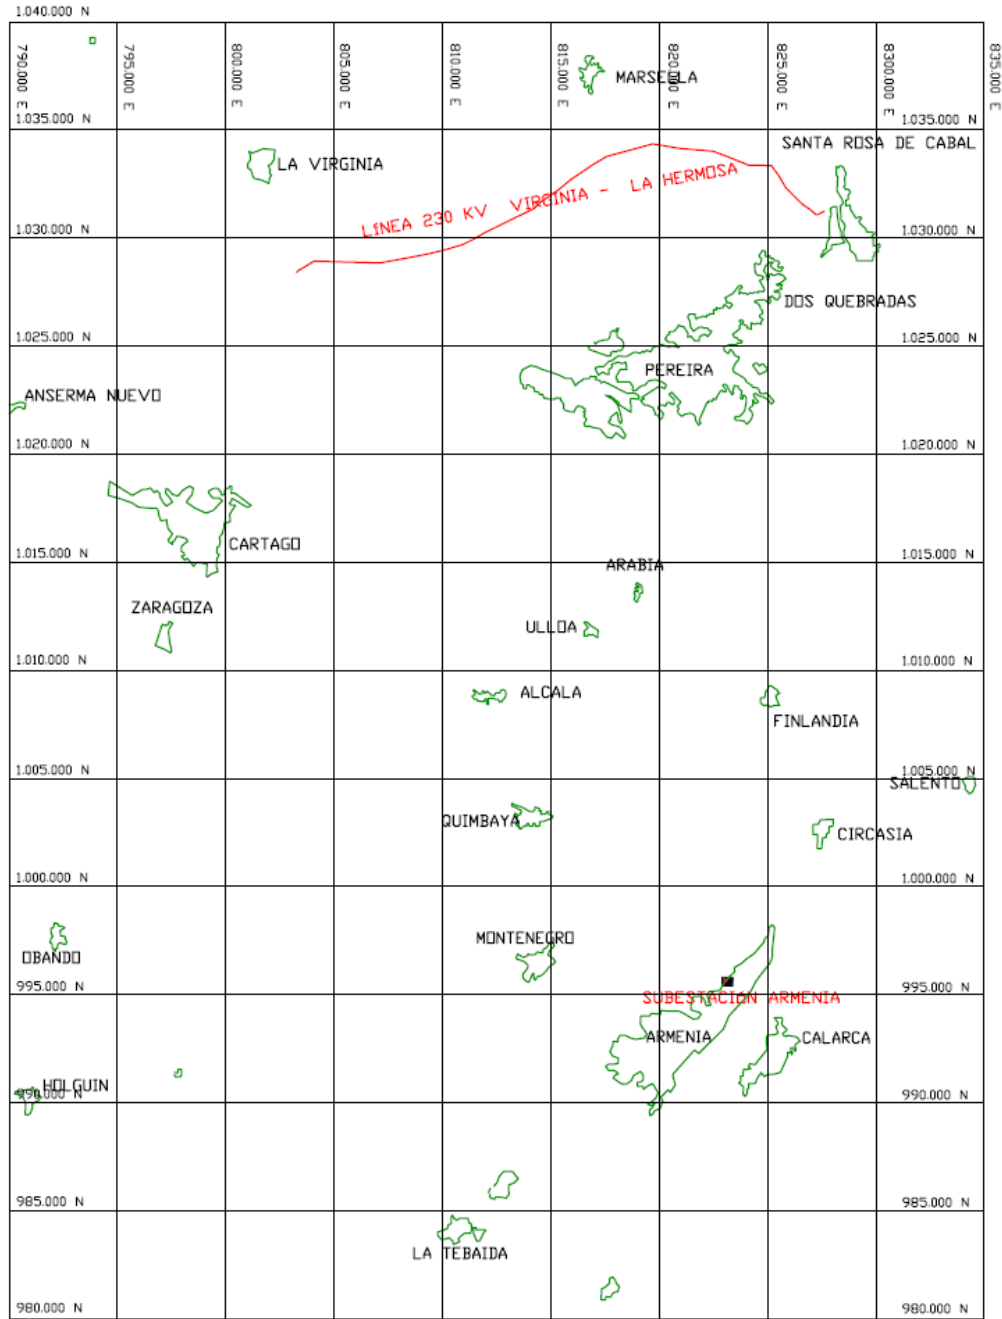 1.040.000 N
790.000 E
795.000 E
800.000 E
805.000 E
810.000 E
815.000 E
820.000 E
825.000 E
830.000 E
835.000 E
MARSELLA
1.035.000 N
1.035.000 N
SANTA ROSA DE CABAL
LA VIRGINIA
LINEA 230 KV VIRGINIA - LA HERMOSA
1.030.000 N
1.030.000 N
DOS QUEBRADAS
1.025.000 N
1.025.000 N
PEREIRA
ANSERMA NUEVO
1.020.000 N
1.020.000 N
CARTAGO
1.015.000 N
1.015.000 N
ARABIA
ZARAGOZA
ULLOA
1.010.000 N
1.010.000 N
ALCALA
FINLANDIA
1.005.000 N
1.005.000 N
SALENTO
QUIMBAYA
CIRCASIA
1.000.000 N
1.000.000 N
MONTENEGRO
OBANDO
995.000 N
995.000 N
SUBESTACIÓN ARMENIA
ARMENIA
CALARCA
HOLGUIN
990.000 N
990.000 N
985.000 N
985.000 N
LA TEBAIDA
980.000 N
980.000 N